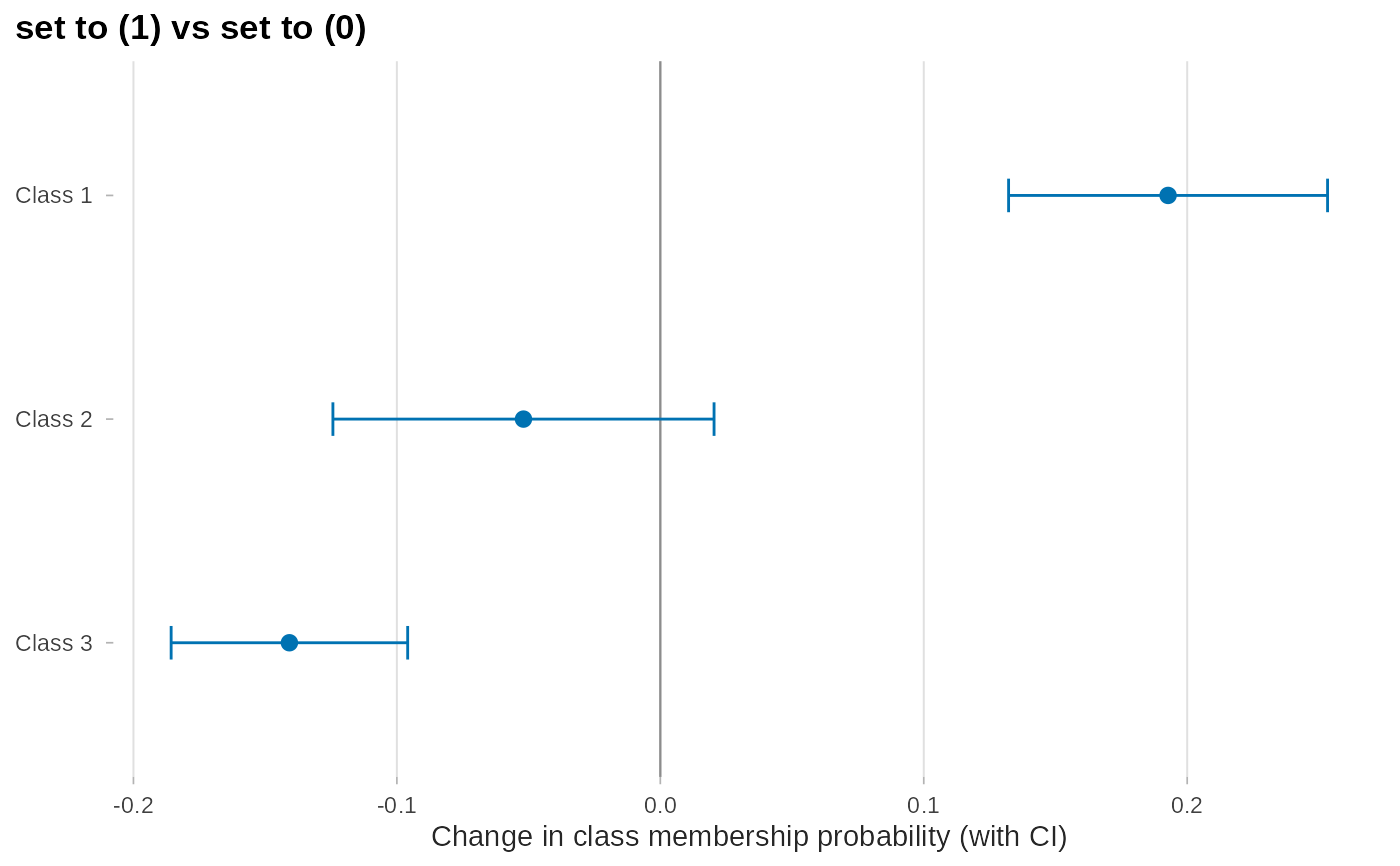 set to (1) vs set to (0)
Class 1
Class 2
Class 3
-0.2
-0.1
0.0
0.1
0.2
Change in class membership probability (with CI)